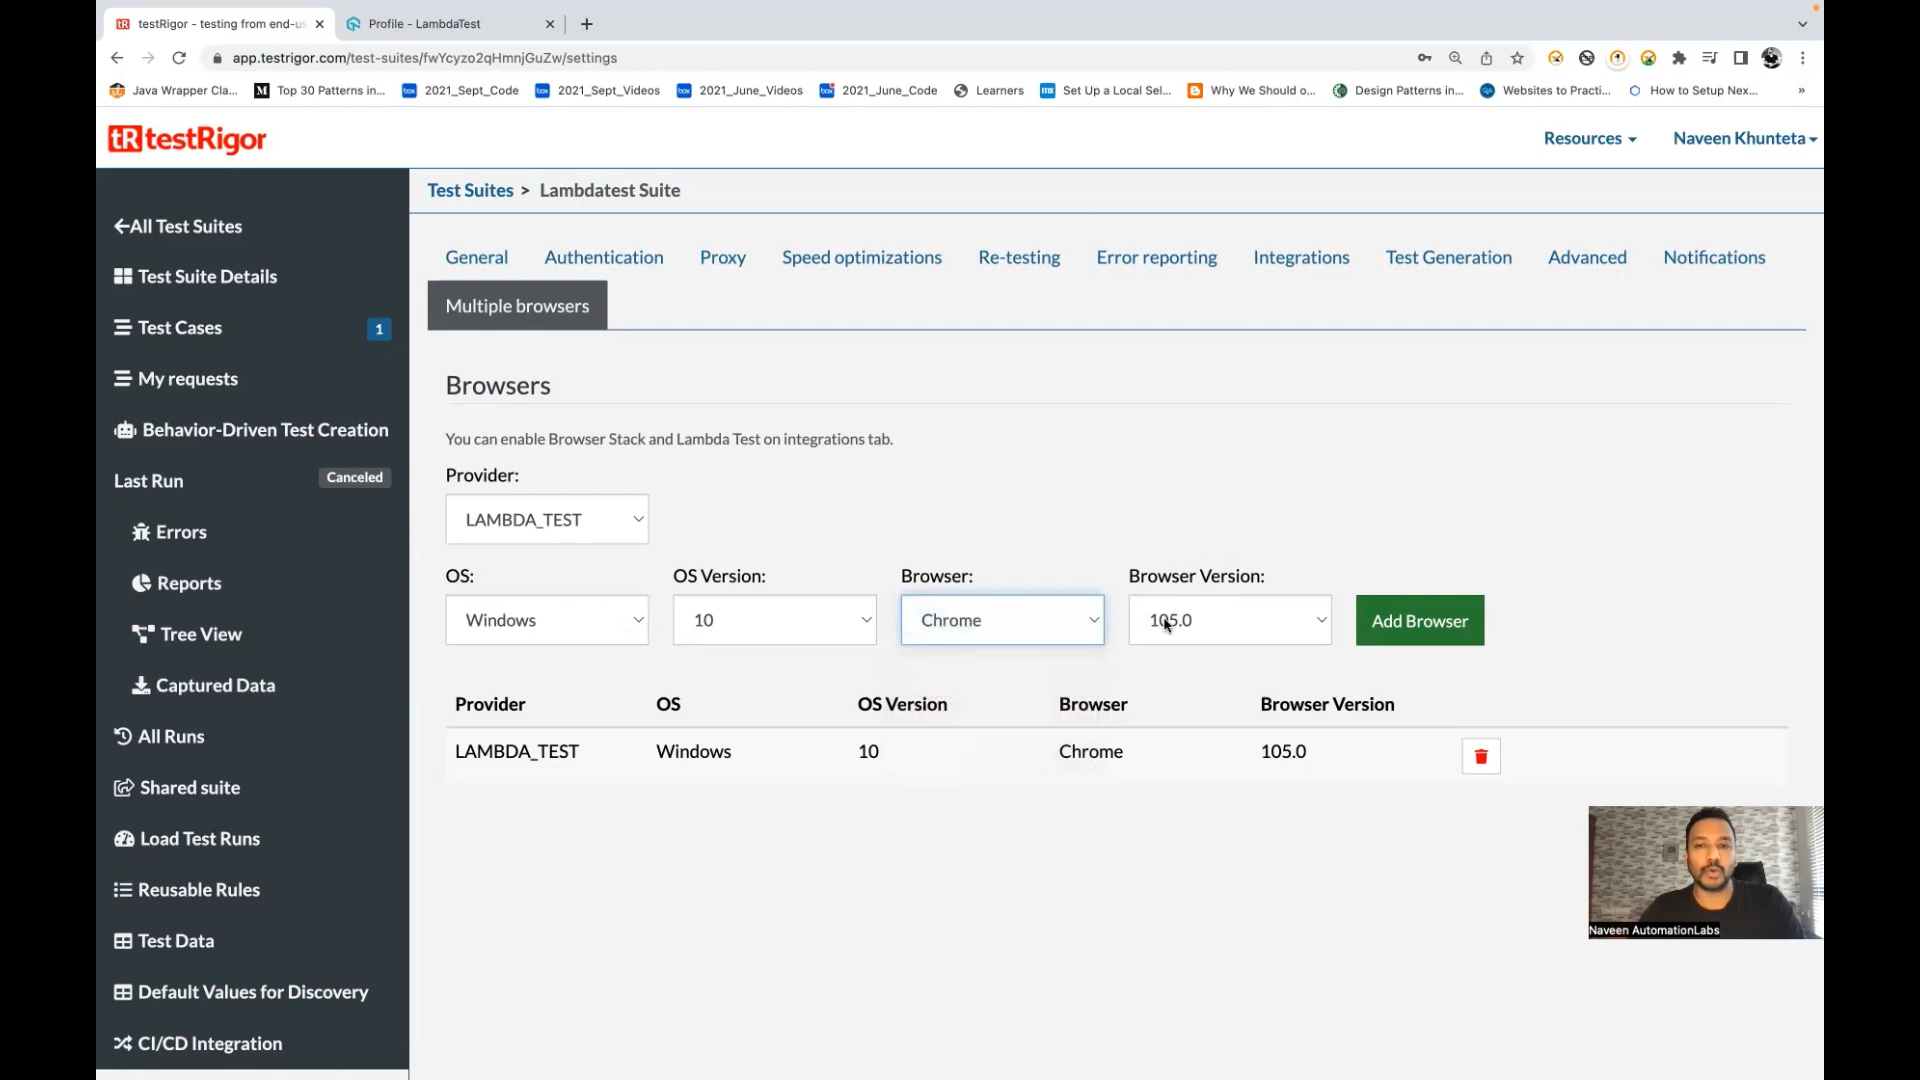 testRigor - testing from end-us
Profile - LambdaTest
app.testrigor.com/test-suites/fwYcyzo2qHmnjGuZw/settings
Java Wrapper Cla...
Top 30 Patterns in...
2021_Sept_Code
2021_Sept_Videos
2021_June_Videos
2021_June_Code
Learners
Set Up a Local Sel...
Why We Should o...
Design Patterns in...
Websites to Practi...
How to Setup Nex...
»
tR testRigor
Resources
Naveen Khunteta
All Test Suites
Test Suite Details
Test Cases 1
My requests
Behavior-Driven Test Creation
Last Run Canceled
Errors
Reports
Tree View
Captured Data
All Runs
Shared suite
Load Test Runs
Reusable Rules
Test Data
Default Values for Discovery
CI/CD Integration
Test Suites > Lambdatest Suite
General Authentication Proxy Speed optimizations Re-testing Error reporting Integrations Test Generation Advanced Notifications
Multiple browsers
Browsers
You can enable Browser Stack and Lambda Test on integrations tab.
Provider:
LAMBDA_TEST
OS: OS Version: Browser: Browser Version:
Windows 10 Chrome 105.0 Add Browser
Provider OS OS Version Browser Browser Version
LAMBDA_TEST Windows 10 Chrome 105.0
Naveen AutomationLabs